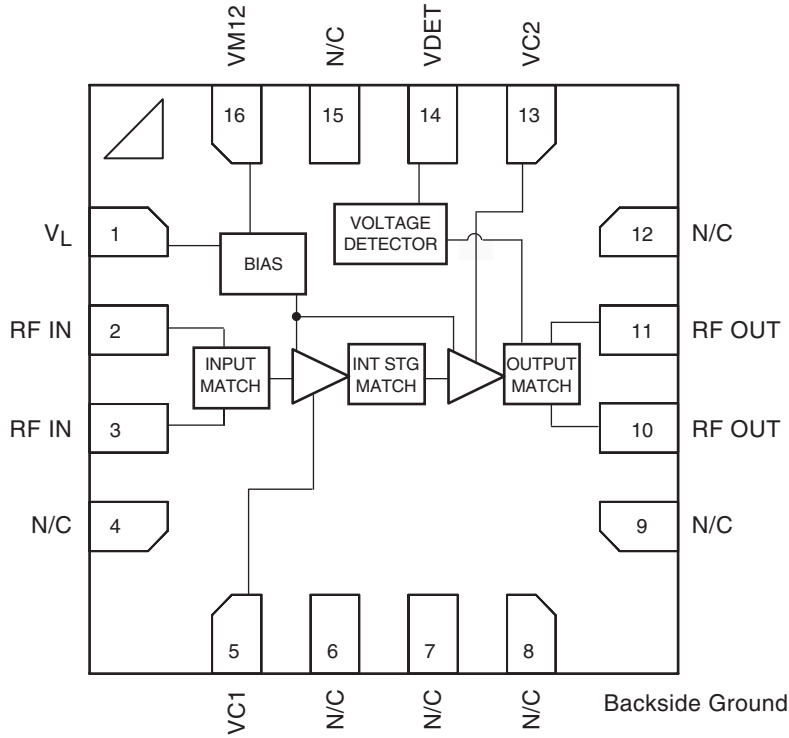 VM12
N/C
VDET
VC2
16
15
14
13
VL
1
VOLTAGE
DETECTOR
12
N/C
BIAS
RF IN
2
11
RF OUT
INPUT
MATCH
INT STG
MATCH
OUTPUT
MATCH
RF IN
3
10
RF OUT
N/C
4
9
N/C
5
6
7
8
VC1
N/C
N/C
N/C
Backside Ground